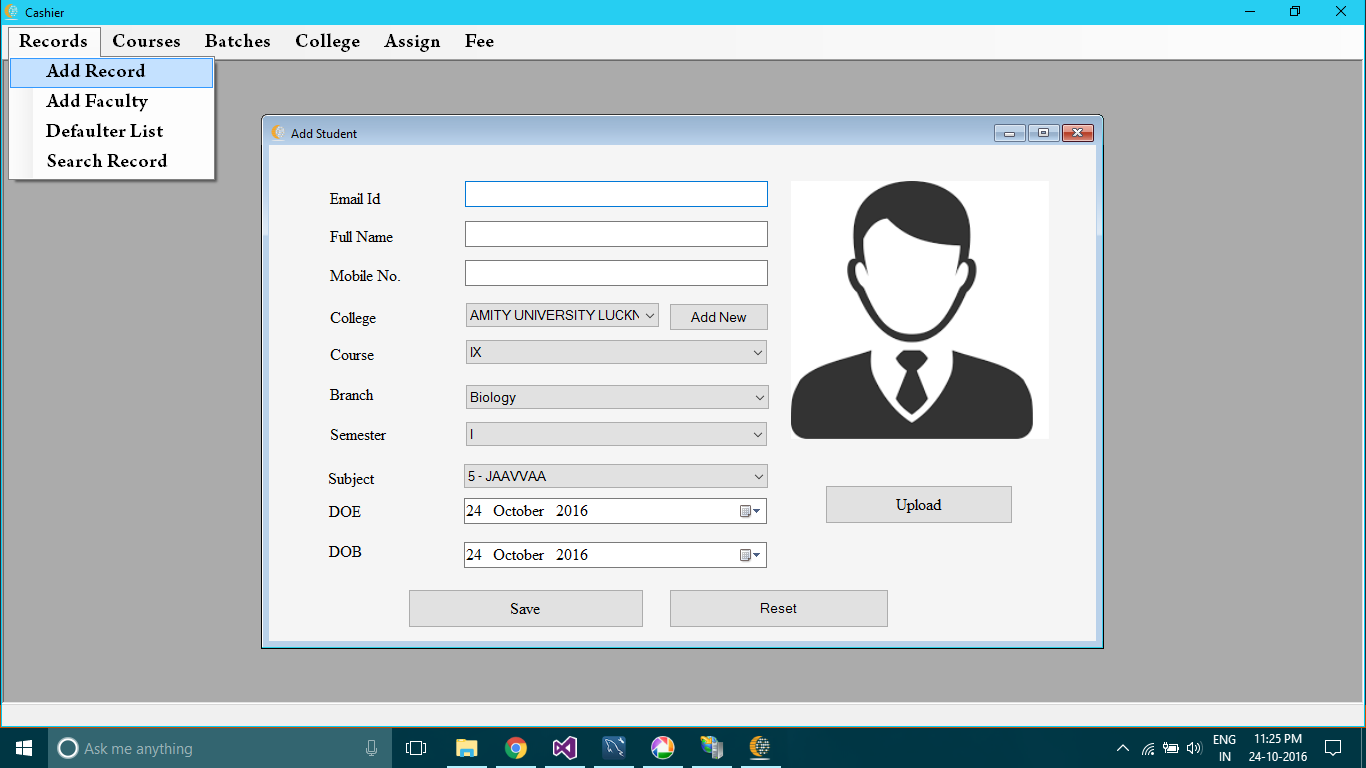 Cashier
Records Courses Batches College Assign Fee
Add Record
Add Faculty
Defaulter List
Search Record
Add Student
Email Id
Full Name
Mobile No.
College AMITY UNIVERSITY LUCKN Add New
Course IX
Branch Biology
Semester I
Subject 5 - JAAVVAA
DOE 24 October 2016
Upload
DOB 24 October 2016
Save Reset
Ask me anything
ENG 11:25 PM
IN 24-10-2016